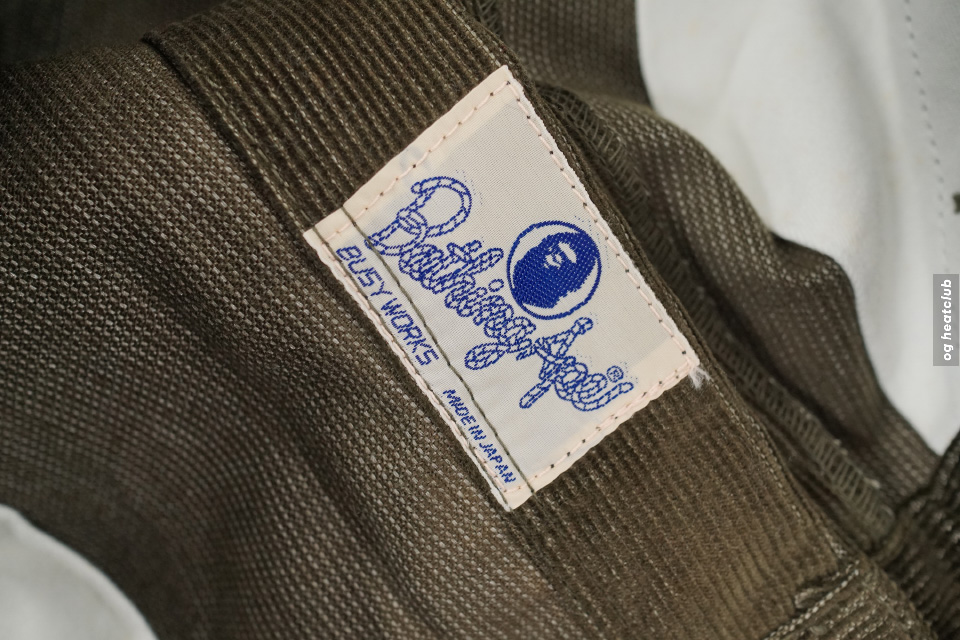 Bathing Ape®
BUSY WORKS
MADE IN JAPAN
og heatclub